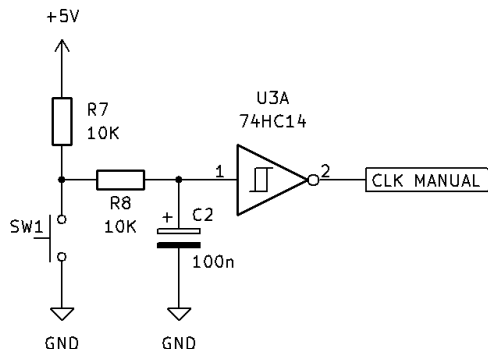 +5V
R7
10K
U3A
74HC14
1
2
CLK MANUAL
R8
10K
SW1
+
C2
100n
GND
GND